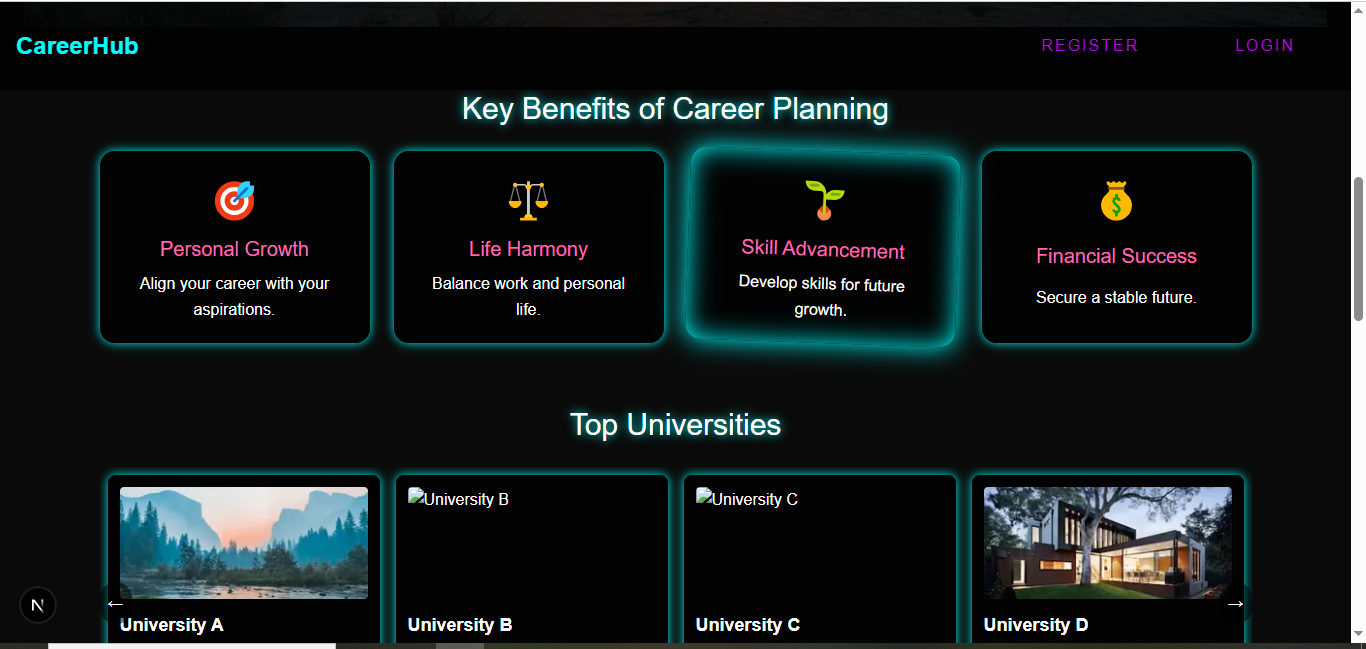 CareerHub
REGISTER
LOGIN
Key Benefits of Career Planning
Personal Growth
Align your career with your
aspirations.
Life Harmony
Balance work and personal
life.
Skill Advancement
Develop skills for future
growth.
Financial Success
Secure a stable future.
Top Universities
University B
University C
N
←
→
University A
University B
University C
University D